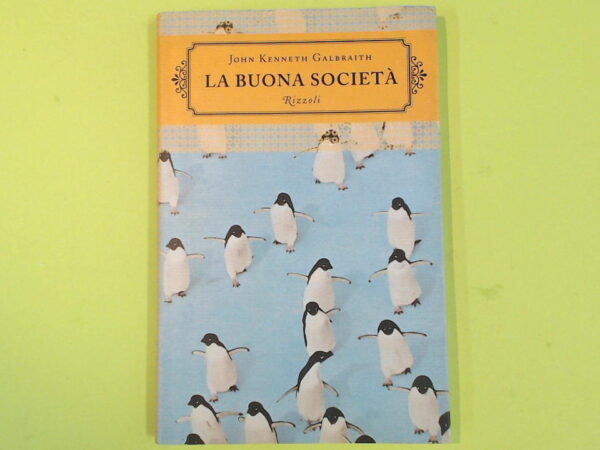 John Kenneth Galbraith
LA BUONA SOCIETÀ
Rizzoli